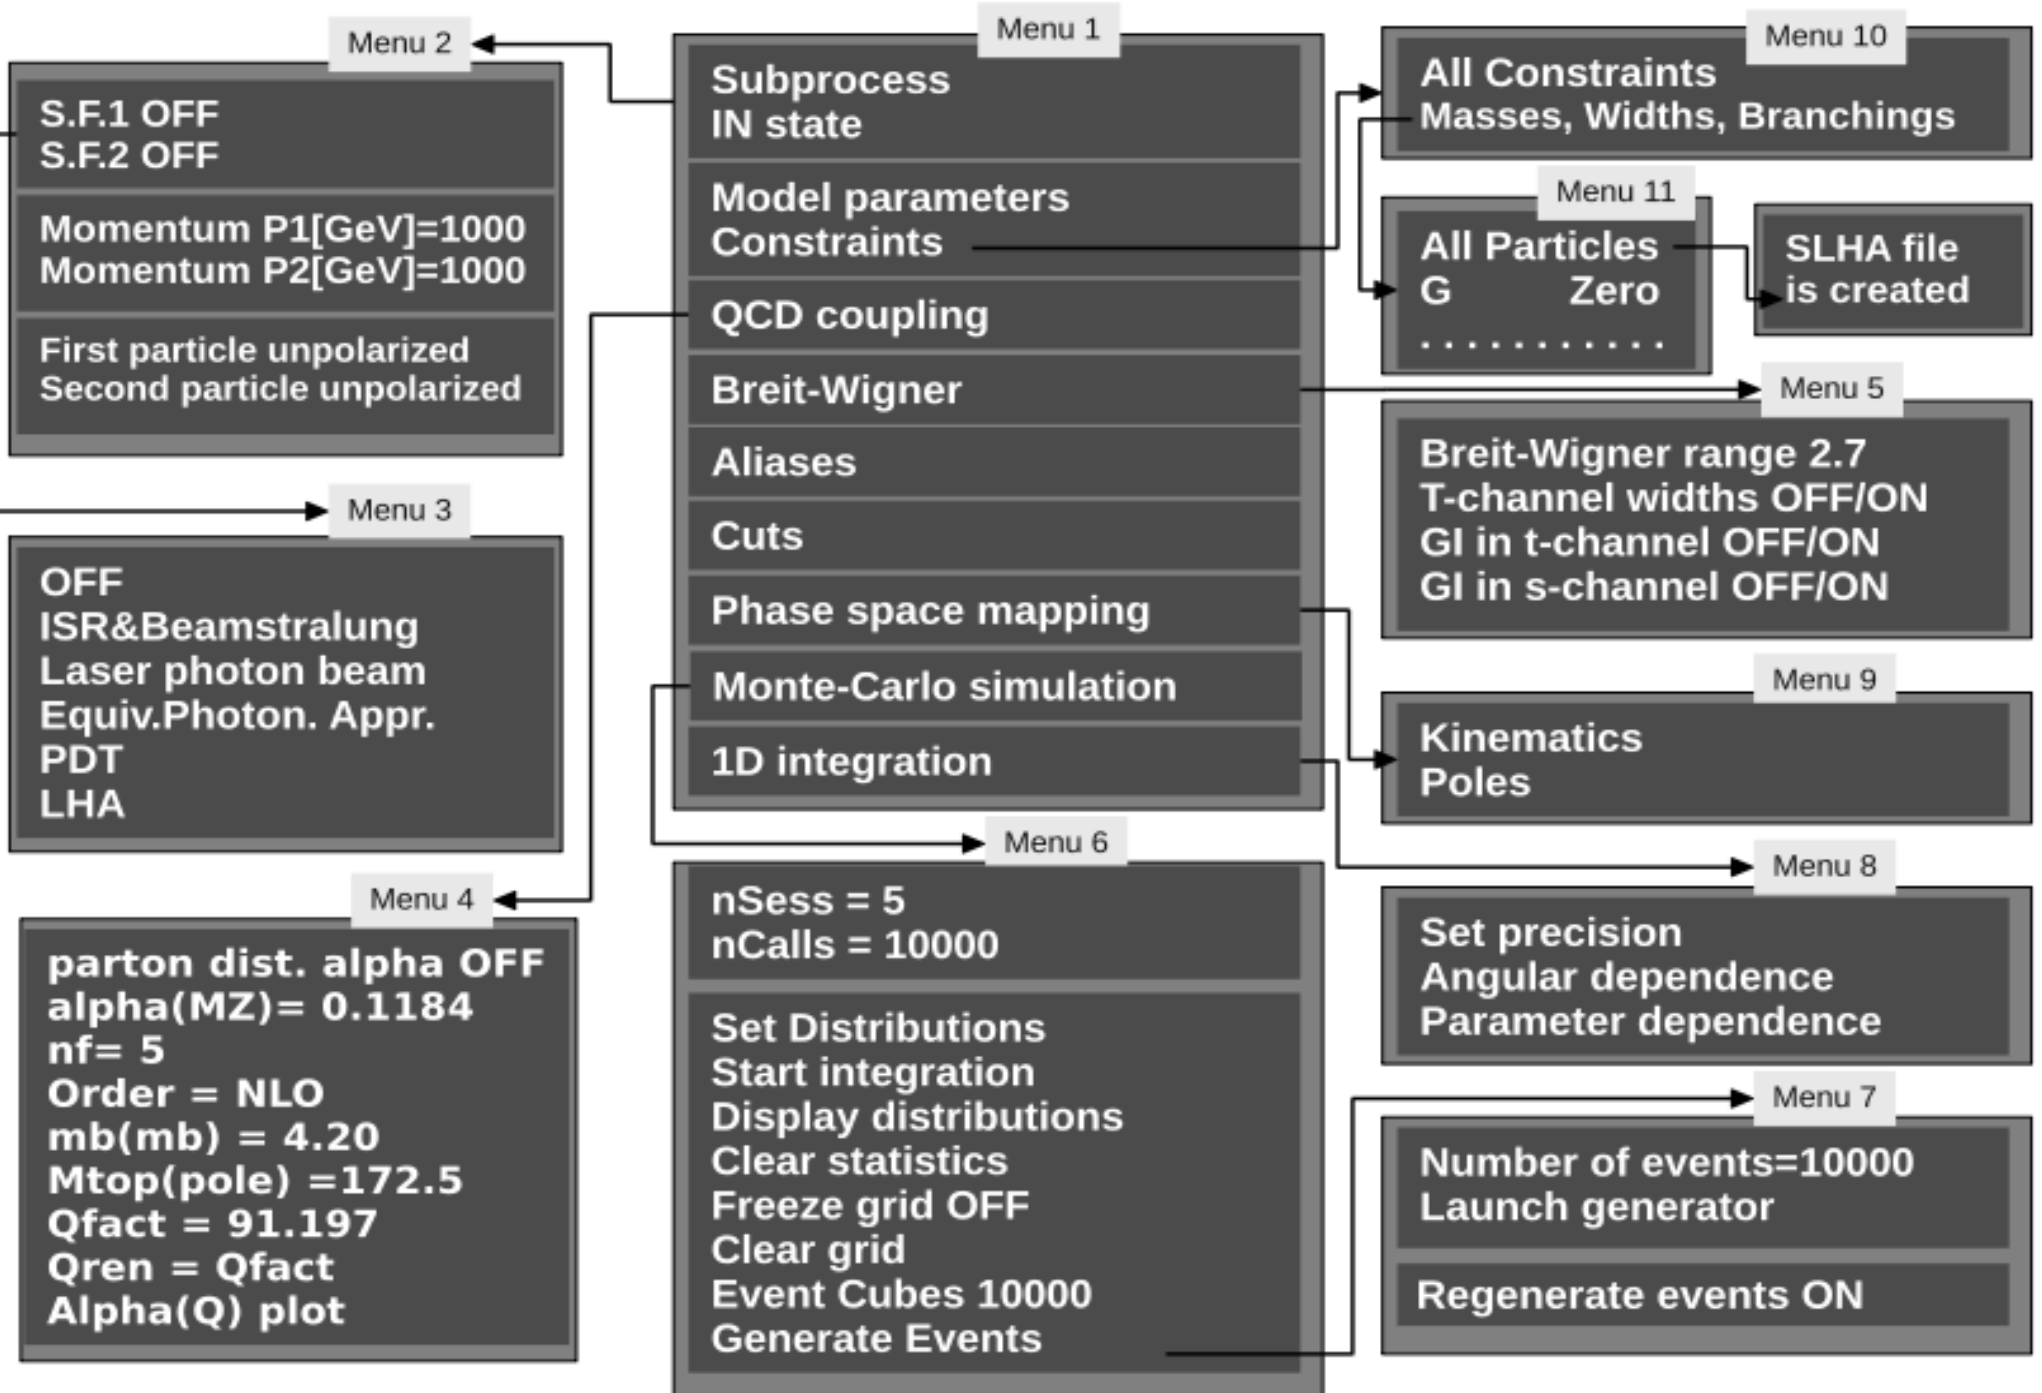 Menu 2
S.F.1 OFF
S.F.2 OFF
Momentum P1[GeV]=1000
Momentum P2[GeV]=1000
First particle unpolarized
Second particle unpolarized
Menu 3
OFF
ISR&Beamstralung
Laser photon beam
Equiv.Photon. Appr.
PDT
LHA
Menu 4
parton dist. alpha OFF
alpha(MZ)= 0.1184
nf= 5
Order = NLO
mb(mb) = 4.20
Mtop(pole) =172.5
Qfact = 91.197
Qren = Qfact
Alpha(Q) plot
Menu 1
Subprocess
IN state
Model parameters
Constraints
QCD coupling
Breit-Wigner
Aliases
Cuts
Phase space mapping
Monte-Carlo simulation
1D integration
Menu 6
nSess = 5
nCalls = 10000
Set Distributions
Start integration
Display distributions
Clear statistics
Freeze grid OFF
Clear grid
Event Cubes 10000
Generate Events
Menu 10
All Constraints
Masses, Widths, Branchings
Menu 11
All Particles
G Zero
. . . . . . . . . . .
SLHA file
is created
Menu 5
Breit-Wigner range 2.7
T-channel widths OFF/ON
GI in t-channel OFF/ON
GI in s-channel OFF/ON
Menu 9
Kinematics
Poles
Menu 8
Set precision
Angular dependence
Parameter dependence
Menu 7
Number of events=10000
Launch generator
Regenerate events ON